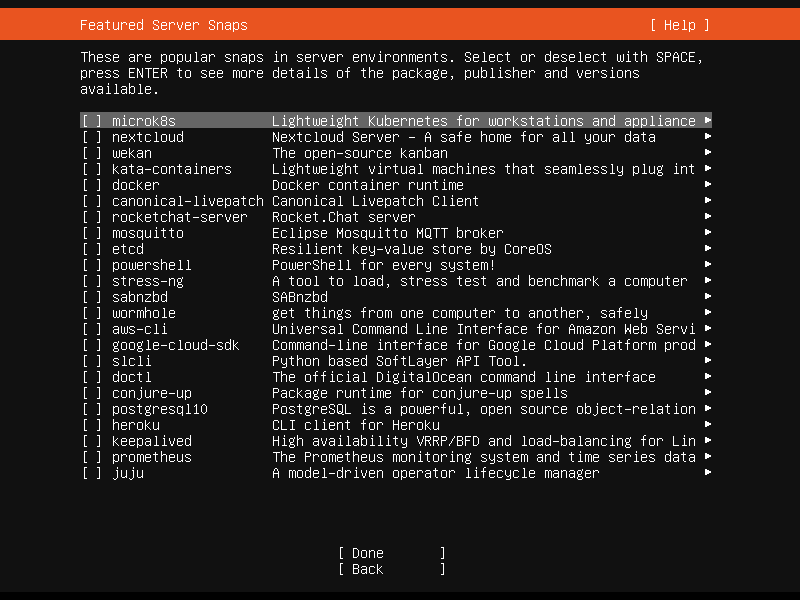 Featured Server Snaps [ Help ]
These are popular snaps in server environments. Select or deselect with SPACE,
press ENTER to see more details of the package, publisher and versions
available.
[ ] microk8s Lightweight Kubernetes for workstations and appliance ►
[ ] nextcloud Nextcloud Server - A safe home for all your data ►
[ ] wekan The open-source kanban ►
[ ] kata-containers Lightweight virtual machines that seamlessly plug int ►
[ ] docker Docker container runtime ►
[ ] canonical-livepatch Canonical Livepatch Client ►
[ ] rocketchat-server Rocket.Chat server ►
[ ] mosquitto Eclipse Mosquitto MQTT broker ►
[ ] etcd Resilient key-value store by CoreOS ►
[ ] powershell PowerShell for every system! ►
[ ] stress-ng A tool to load, stress test and benchmark a computer ►
[ ] sabnzbd SABnzbd ►
[ ] wormhole get things from one computer to another, safely ►
[ ] aws-cli Universal Command Line Interface for Amazon Web Servi ►
[ ] google-cloud-sdk Command-line interface for Google Cloud Platform prod ►
[ ] slcli Python based SoftLayer API Tool. ►
[ ] doctl The official DigitalOcean command line interface ►
[ ] conjure-up Package runtime for conjure-up spells ►
[ ] postgresql10 PostgreSQL is a powerful, open source object-relation ►
[ ] heroku CLI client for Heroku ►
[ ] keepalived High availability VRRP/BFD and load-balancing for Lin ►
[ ] prometheus The Prometheus monitoring system and time series data ►
[ ] juju A model-driven operator lifecycle manager ►
[ Done ]
[ Back ]